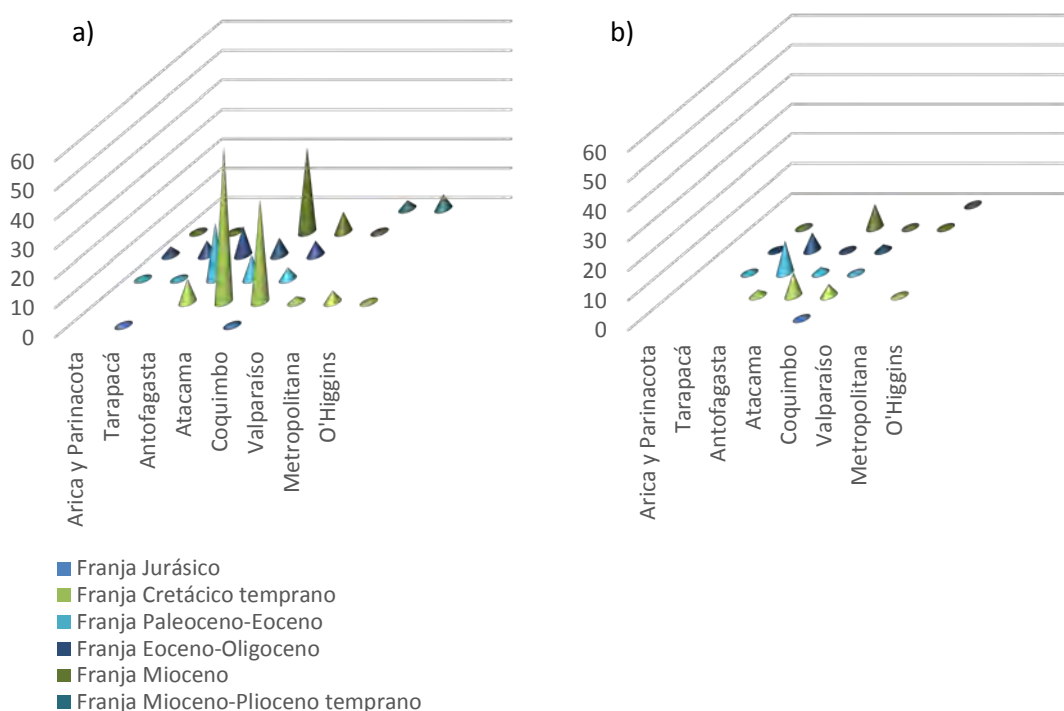 a)
60
50
40
30
20
10
0
Arica y Parinacota
Tarapacá
Antofagasta
Atacama
Coquimbo
Valparaíso
Metropolitana
O'Higgins
b)
60
50
40
30
20
10
0
Arica y Parinacota
Tarapacá
Antofagasta
Atacama
Coquimbo
Valparaíso
Metropolitana
O'Higgins
Franja Jurásico
Franja Cretácico temprano
Franja Paleoceno-Eoceno
Franja Eoceno-Oligoceno
Franja Mioceno
Franja Mioceno-Plioceno temprano